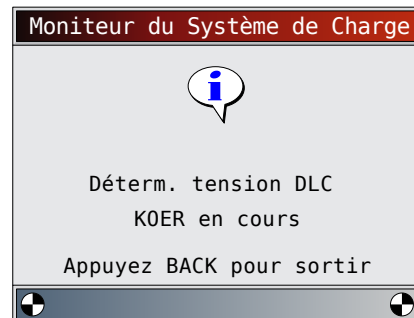 Moniteur du Système de Charge
i
Déterm. tension DLC
KOER en cours
Appuyez BACK pour sortir